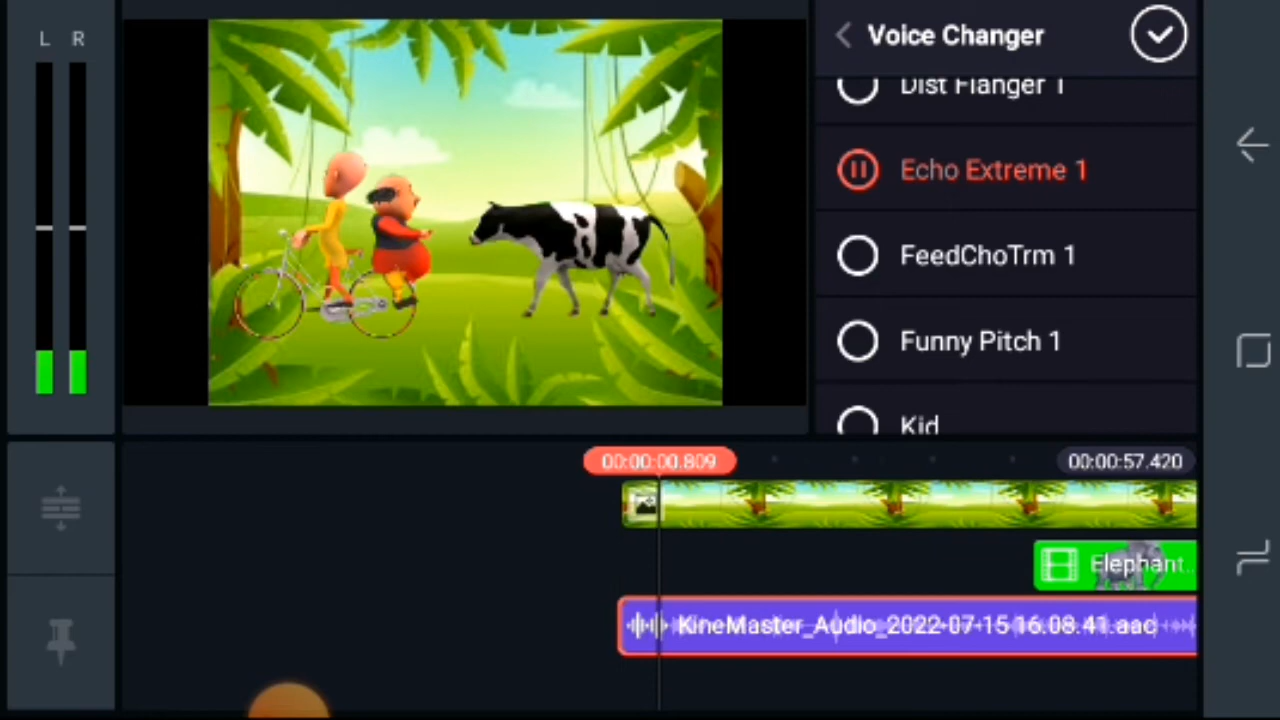 L R
Voice Changer
Dist Flanger 1
Echo Extreme 1
FeedChoTrm 1
Funny Pitch 1
Kid
00:00:00.809
00:00:57.420
Elephant..
KineMaster_Audio_2022-07-15 16.08.41.aac